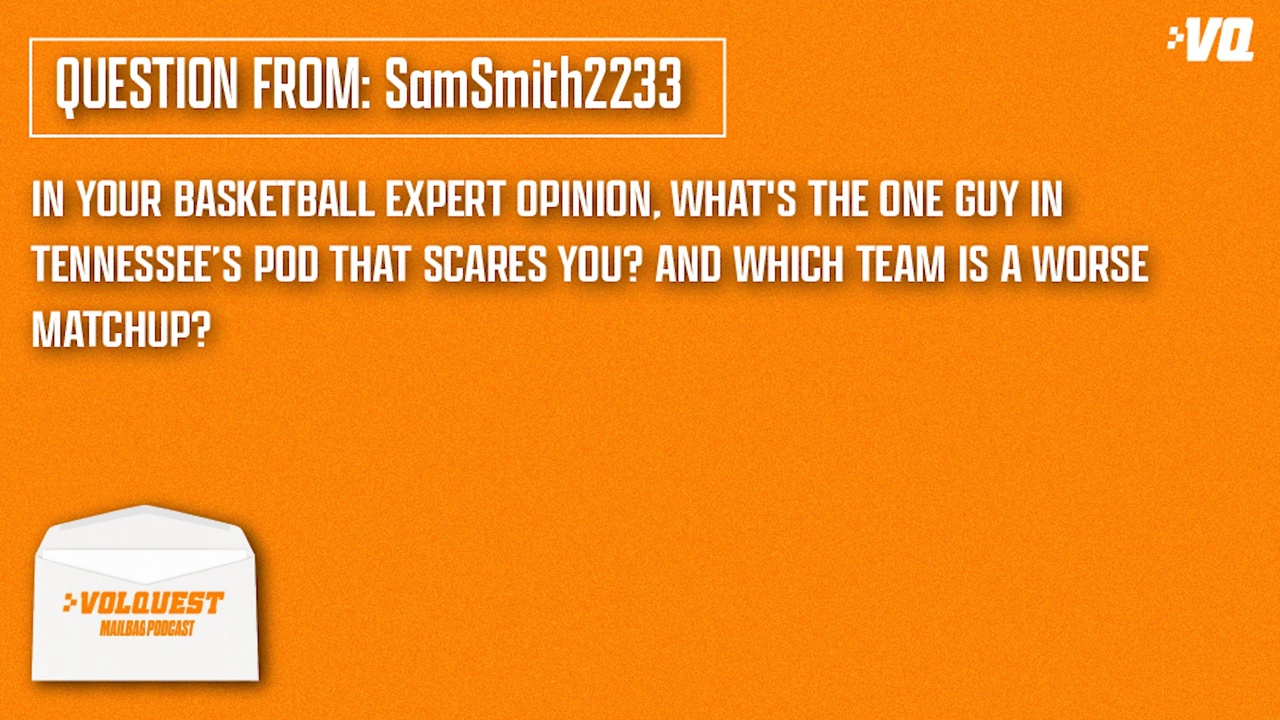 VQ
QUESTION FROM: SamSmith2233
IN YOUR BASKETBALL EXPERT OPINION, WHAT'S THE ONE GUY IN
TENNESSEE'S POD THAT SCARES YOU? AND WHICH TEAM IS A WORSE
MATCHUP?
VOLQUEST
MAILBAG PODCAST